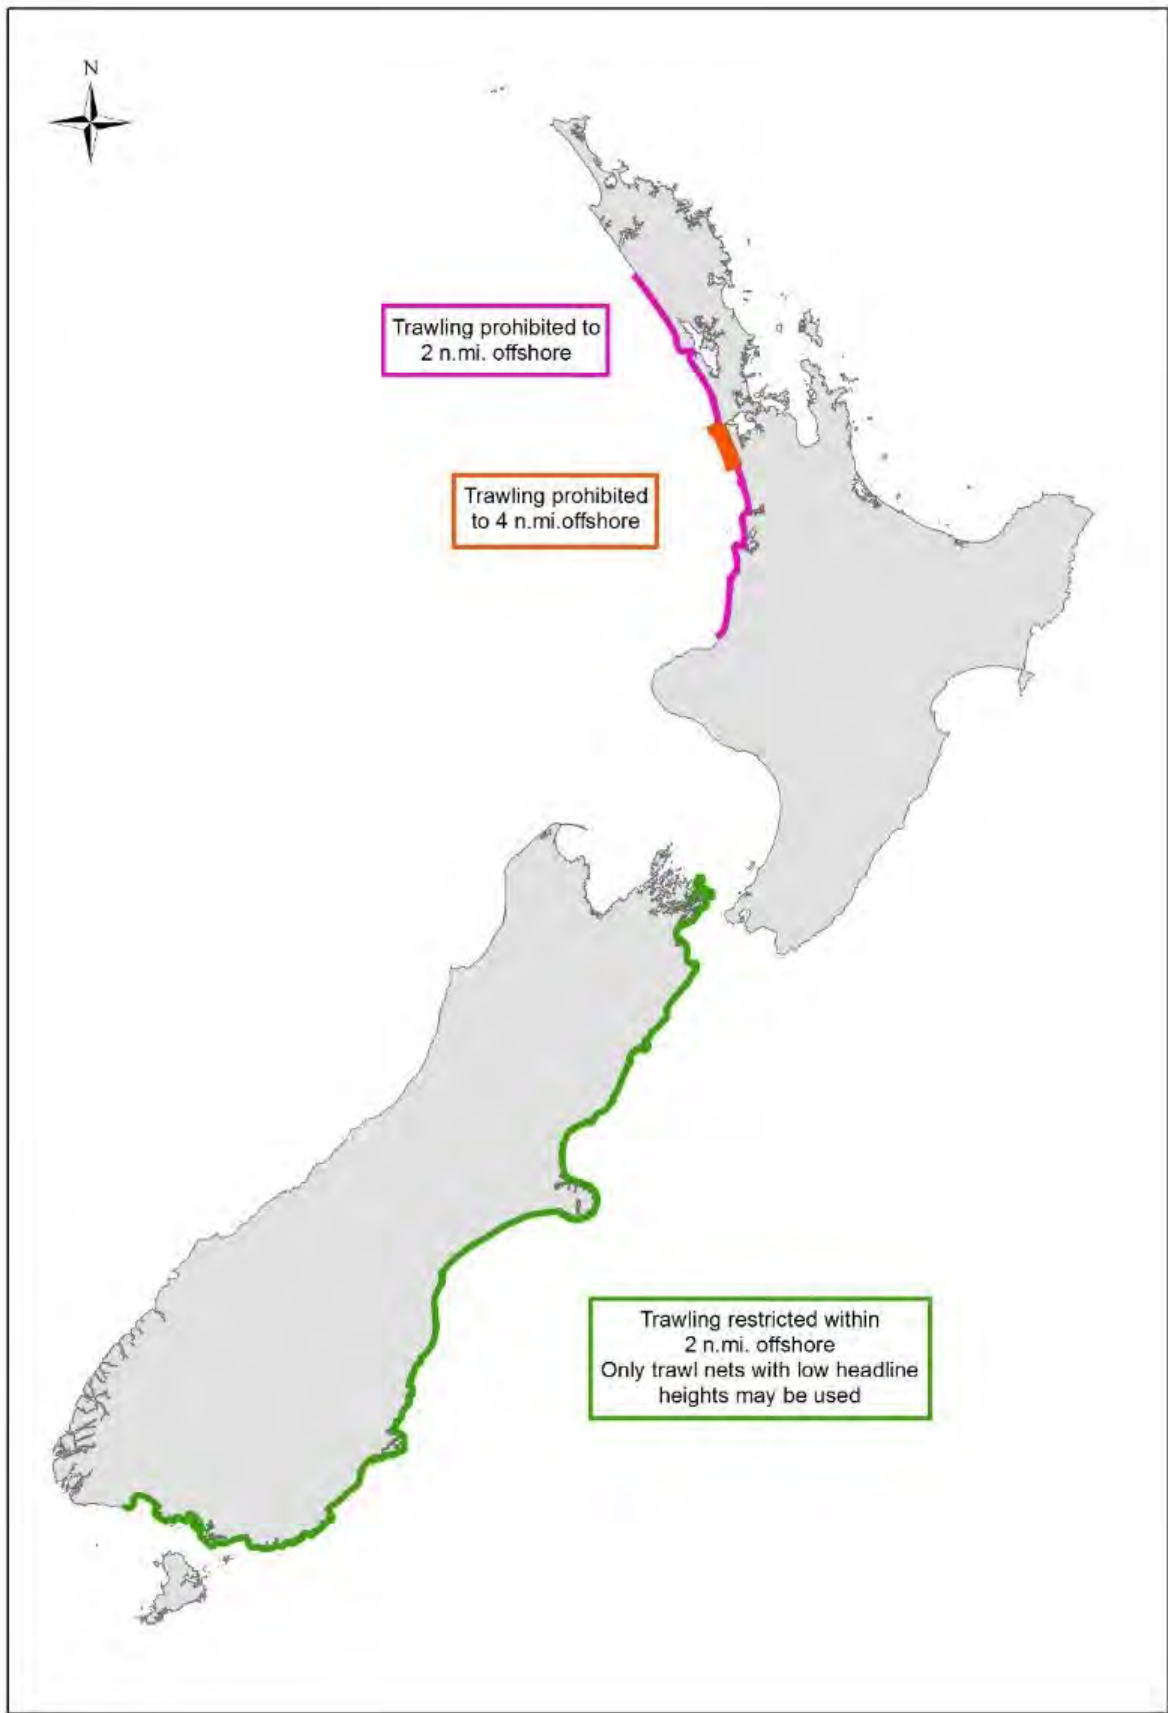 N
Trawling prohibited to
2 n.mi. offshore
Trawling prohibited
to 4 n.mi.offshore
Trawling restricted within
2 n.mi. offshore
Only trawl nets with low headline
heights may be used